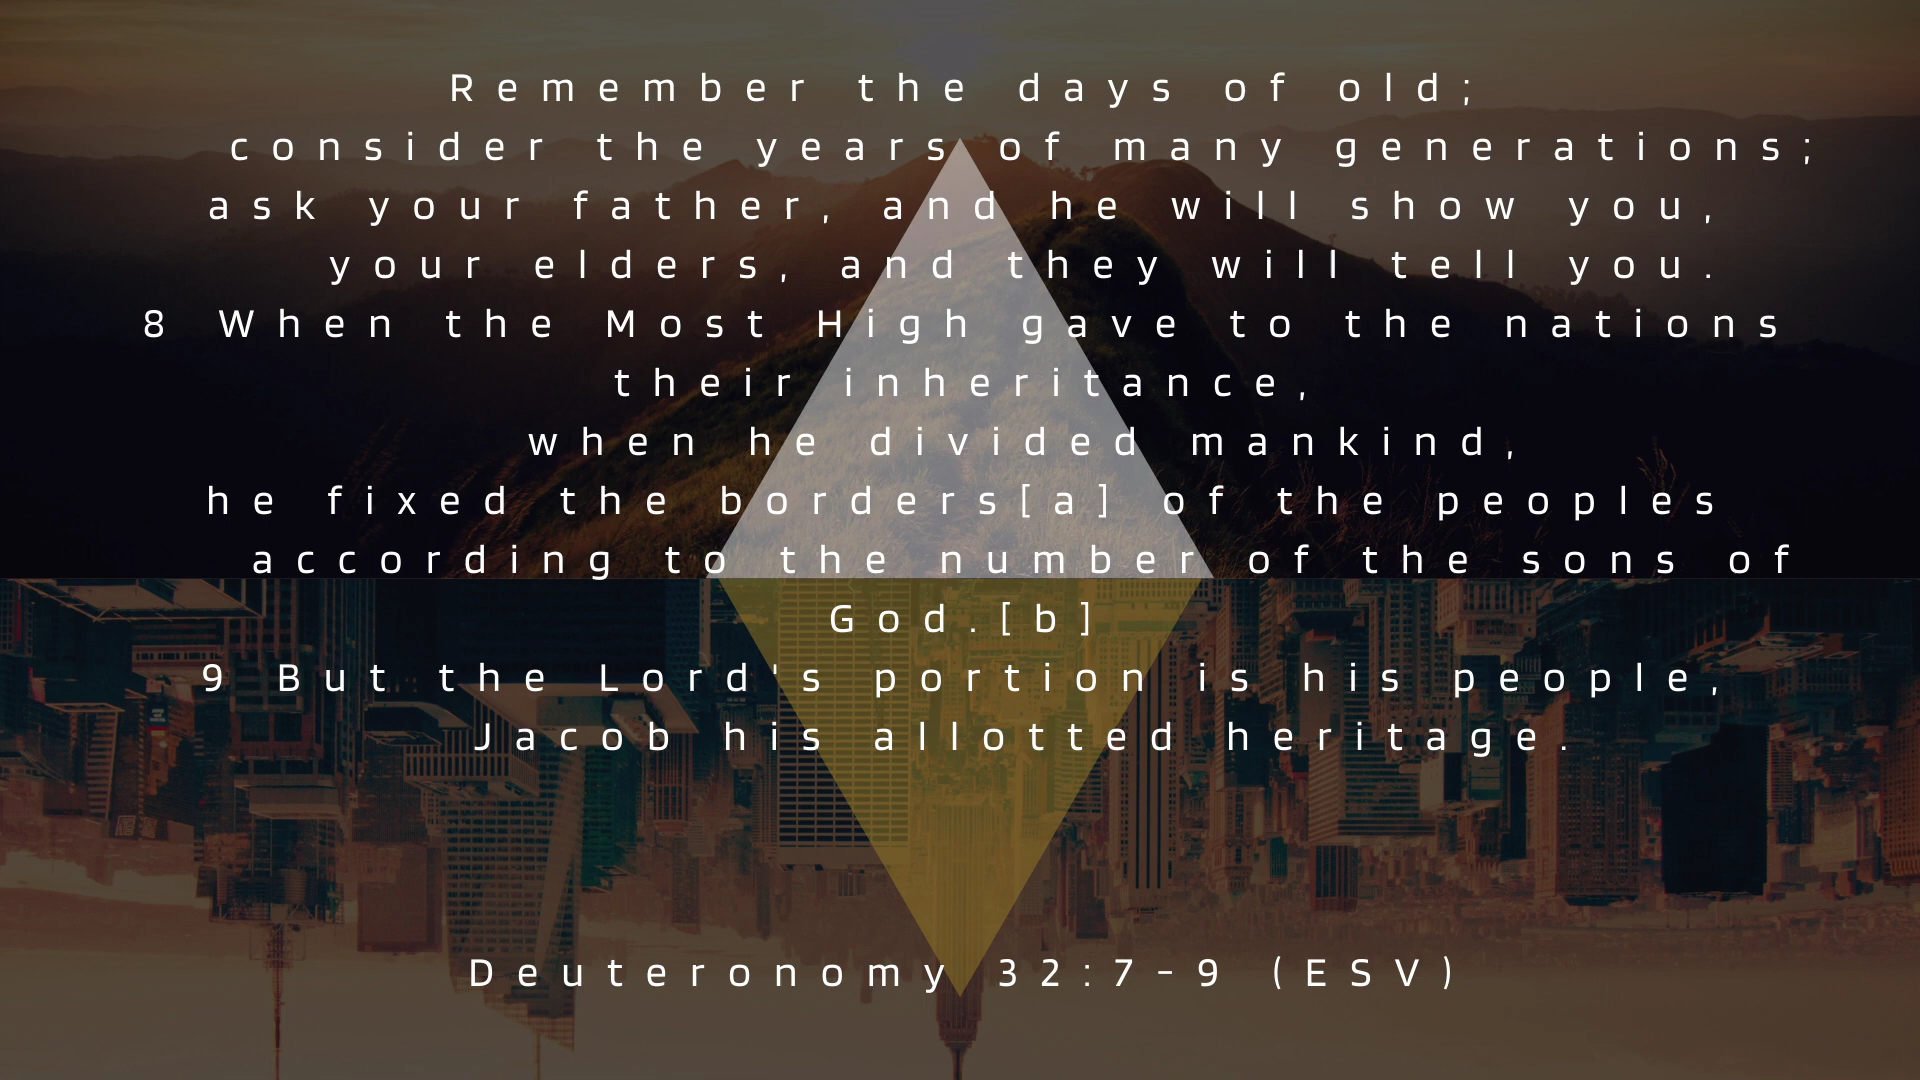 Remember the days of old;
consider the years of many generations;
ask your father, and he will show you,
your elders, and they will tell you.
8 When the Most High gave to the nations
their inheritance,
when he divided mankind,
he fixed the borders[a] of the peoples
according to the number of the sons of
God.[b]
9 But the Lord's portion is his people,
Jacob his allotted heritage.
Deuteronomy 32:7-9 (ESV)